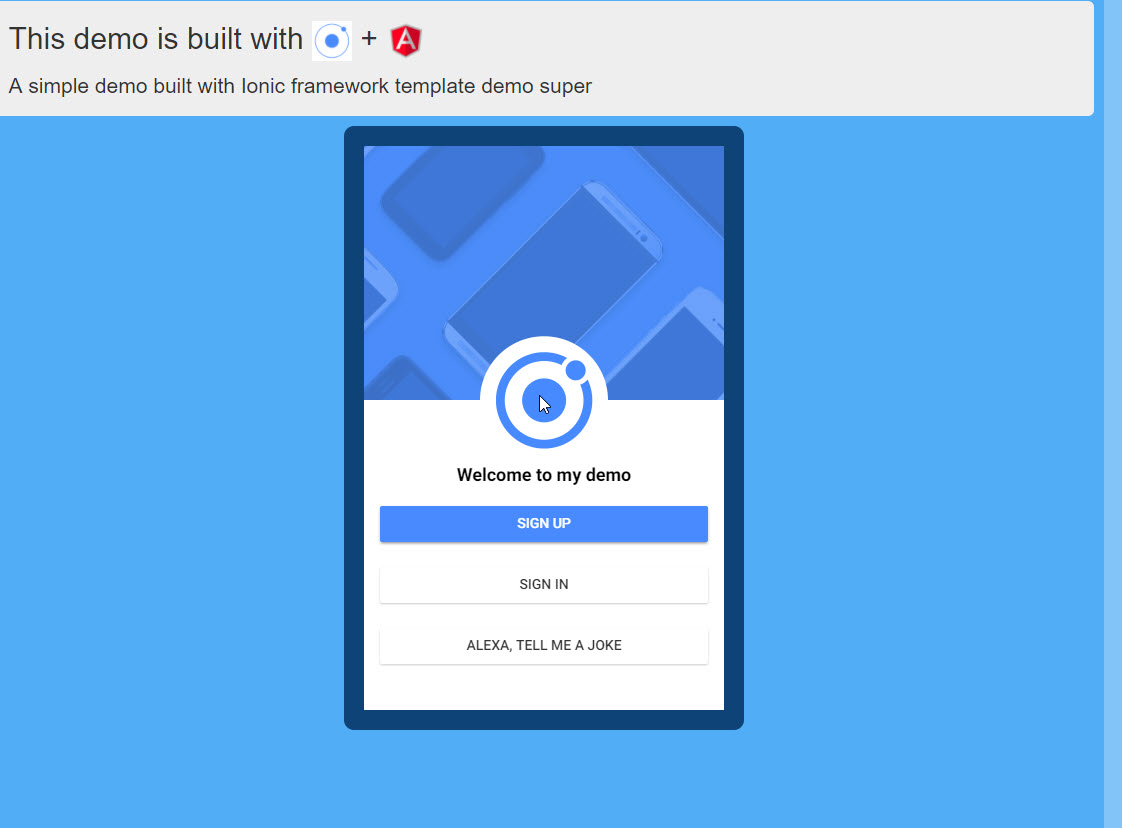 This demo is built with +
A simple demo built with Ionic framework template demo super
Welcome to my demo
SIGN UP
SIGN IN
ALEXA, TELL ME A JOKE